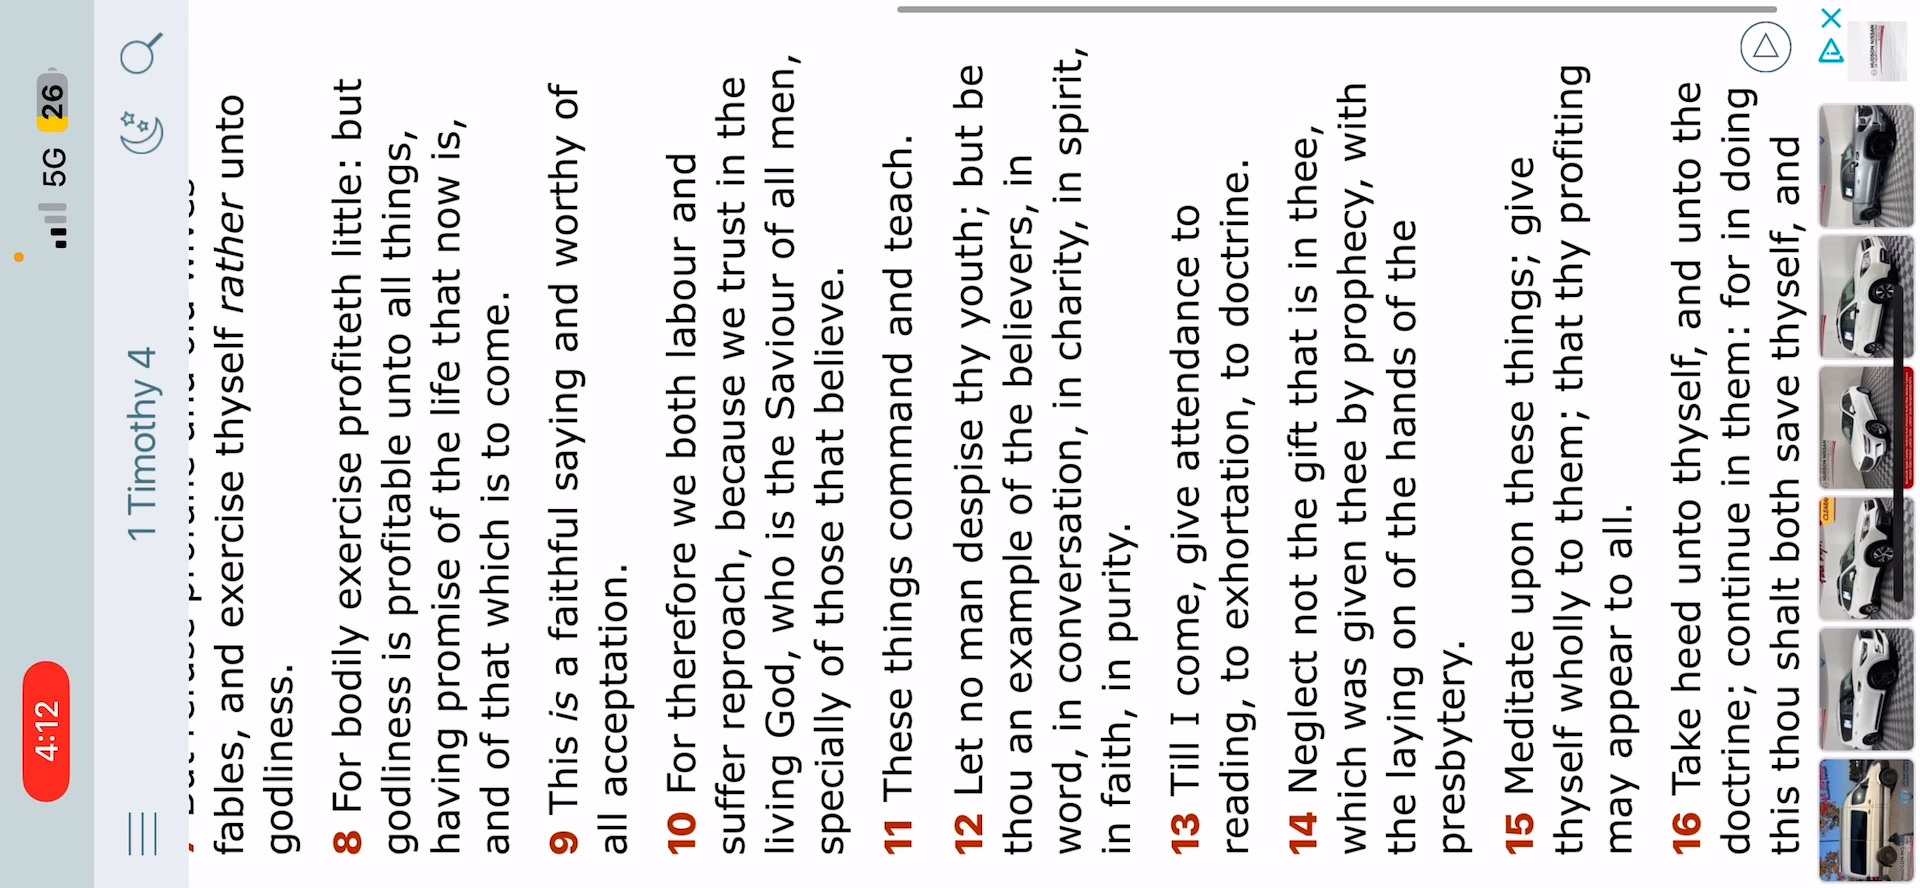 4:12
5G 26
1 Timothy 4
fables, and exercise thyself rather unto
godliness.
8 For bodily exercise profiteth little: but
godliness is profitable unto all things,
having promise of the life that now is,
and of that which is to come.
9 This is a faithful saying and worthy of
all acceptation.
10 For therefore we both labour and
suffer reproach, because we trust in the
living God, who is the Saviour of all men,
specially of those that believe.
11 These things command and teach.
12 Let no man despise thy youth; but be
thou an example of the believers, in
word, in conversation, in charity, in spirit,
in faith, in purity.
13 Till I come, give attendance to
reading, to exhortation, to doctrine.
14 Neglect not the gift that is in thee,
which was given thee by prophecy, with
the laying on of the hands of the
presbytery.
15 Meditate upon these things; give
thyself wholly to them; that thy profiting
may appear to all.
16 Take heed unto thyself, and unto the
doctrine; continue in them: for in doing
this thou shalt both save thyself, and